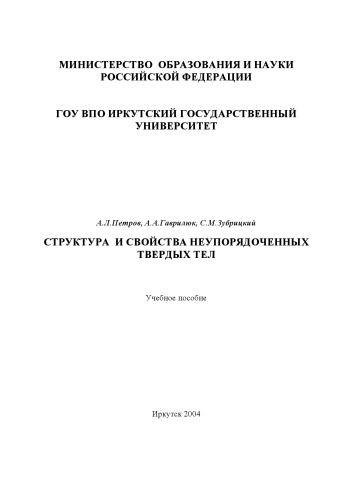 МИНИСТЕРСТВО ОБРАЗОВАНИЯ И НАУКИ
РОССИЙСКОЙ ФЕДЕРАЦИИ
ГОУ ВПО ИРКУТСКИЙ ГОСУДАРСТВЕННЫЙ
УНИВЕРСИТЕТ
А.Л.Петров, А.А.Гаврилюк, С.М.Зубрицкий
СТРУКТУРА И СВОЙСТВА НЕУПОРЯДОЧЕННЫХ
ТВЕРДЫХ ТЕЛ
Учебное пособие
Иркутск 2004